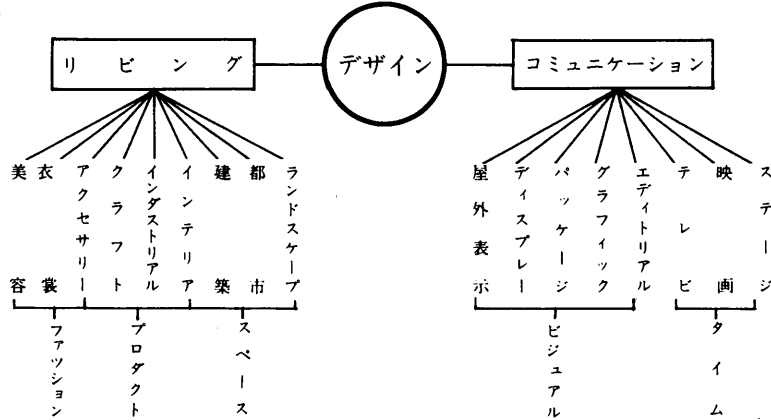 デザイン
リビング
コミュニケーション
美容
衣裳
アクセサリー
クラフト
インダストリアル
インテリア
建築
都市
ランドスケープ
屋外表示
ディスプレー
パッケージ
グラフィック
エディトリアル
テレビ
映画
ステージ
ファッション
プロダクト
スペース
ビジュアル
タイム